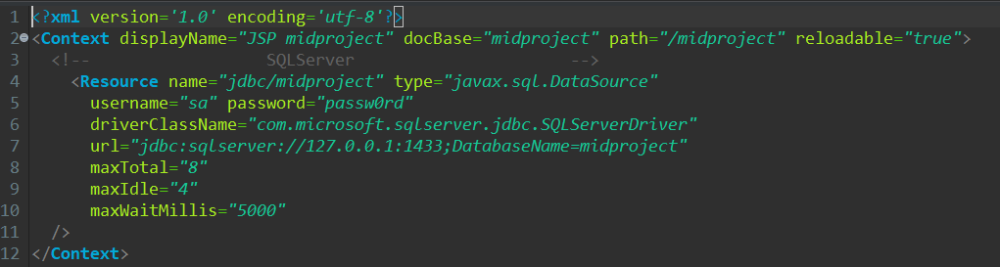 1 <?xml version='1.0' encoding='utf-8'?>
2 <Context displayName="JSP midproject" docBase="midproject" path="/midproject" reloadable="true">
3   <!--                  SQLServer                      -->
4     <Resource name="jdbc/midproject" type="javax.sql.DataSource"
5       username="sa" password="passw0rd"
6       driverClassName="com.microsoft.sqlserver.jdbc.SQLServerDriver"
7       url="jdbc:sqlserver://127.0.0.1:1433;DatabaseName=midproject"
8       maxTotal="8"
9       maxIdle="4"
10       maxWaitMillis="5000"
11   />
12 </Context>